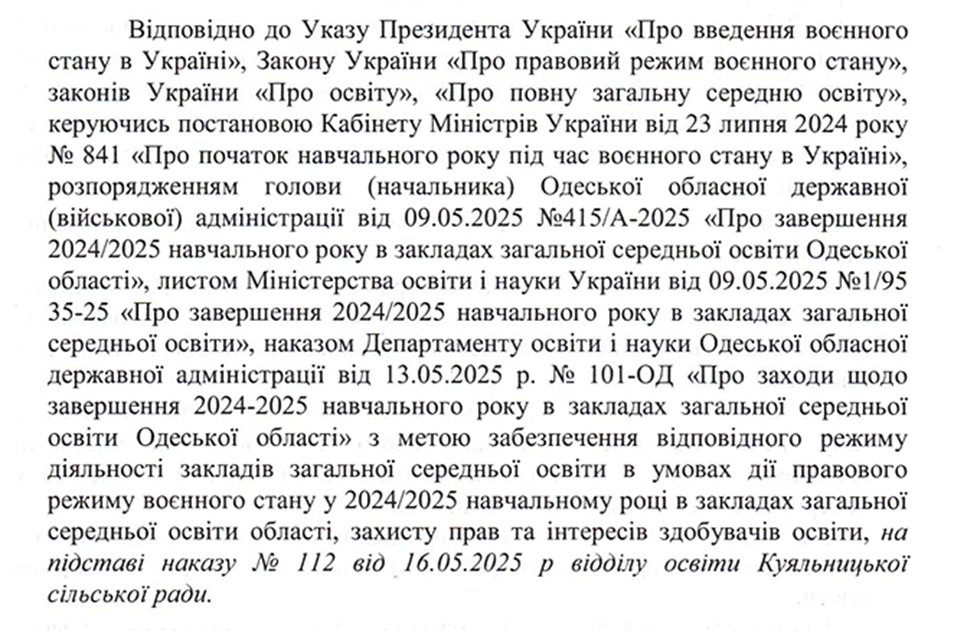 Відповідно до Указу Президента України «Про введення воєнного
стану в Україні», Закону України «Про правовий режим воєнного стану»,
законів України «Про освіту», «Про повну загальну середню освіту»,
керуючись постановою Кабінету Міністрів України від 23 липня 2024 року
№ 841 «Про початок навчального року під час воєнного стану в Україні»,
розпорядженням голови (начальника) Одеської обласної державної
(військової) адміністрації від 09.05.2025 №415/А-2025 «Про завершення
2024/2025 навчального року в закладах загальної середньої освіти Одеської
області», листом Міністерства освіти і науки України від 09.05.2025 №1/95
35-25 «Про завершення 2024/2025 навчального року в закладах загальної
середньої освіти», наказом Департаменту освіти і науки Одеської обласної
державної адміністрації від 13.05.2025 р. № 101-ОД «Про заходи щодо
завершення 2024-2025 навчального року в закладах загальної середньої
освіти Одеської області» з метою забезпечення відповідного режиму
діяльності закладів загальної середньої освіти в умовах дії правового
режиму воєнного стану у 2024/2025 навчальному році в закладах загальної
середньої освіти області, захисту прав та інтересів здобувачів освіти, на
підставі наказу № 112 від 16.05.2025 р відділу освіти Куяльницької
сільської ради.